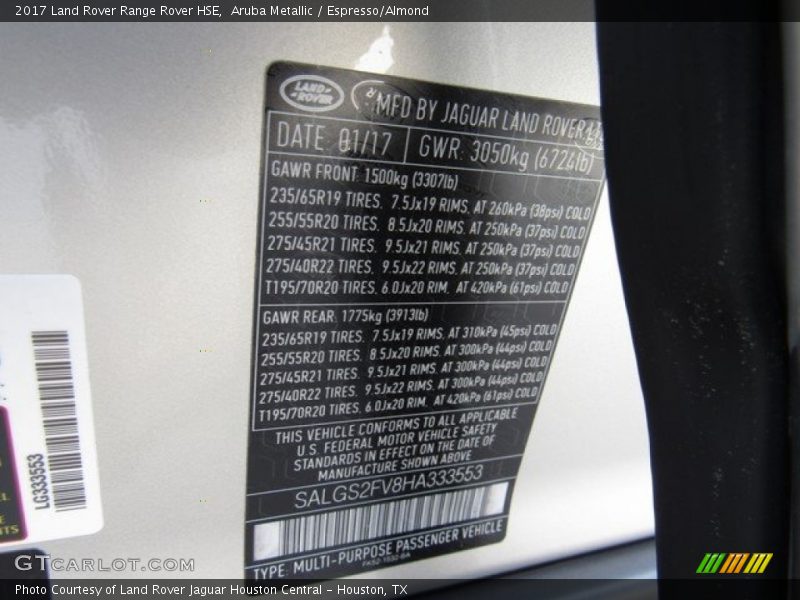 2017 Land Rover Range Rover HSE, Aruba Metallic / Espresso/Almond
LAND
ROVER
MFD BY JAGUAR LAND ROVER
DATE: 01/17 GWR: 3050kg (6724lb)
GAWR FRONT: 1500kg (3307lb)
235/65R19 TIRES, 7.5Jx19 RIMS, AT 260kPa (38psi) COLD
255/55R20 TIRES, 8.5Jx20 RIMS, AT 250kPa (37psi) COLD
275/45R21 TIRES, 9.5Jx21 RIMS, AT 250kPa (37psi) COLD
275/40R22 TIRES, 9.5Jx22 RIMS, AT 250kPa (37psi) COLD
T195/70R20 TIRES, 6.0Jx20 RIM, AT 420kPa (61psi) COLD
GAWR REAR: 1775kg (3913lb)
235/65R19 TIRES, 7.5Jx19 RIMS, AT 310kPa (45psi) COLD
255/55R20 TIRES, 8.5Jx20 RIMS, AT 300kPa (44psi) COLD
275/45R21 TIRES, 9.5Jx21 RIMS, AT 300kPa (44psi) COLD
275/40R22 TIRES, 9.5Jx22 RIMS, AT 300kPa (44psi) COLD
T195/70R20 TIRES, 6.0Jx20 RIM, AT 420kPa (61psi) COLD
THIS VEHICLE CONFORMS TO ALL APPLICABLE
U.S. FEDERAL MOTOR VEHICLE SAFETY
STANDARDS IN EFFECT ON THE DATE OF
MANUFACTURE SHOWN ABOVE
SALGS2FV8HA333553
TYPE: MULTI-PURPOSE PASSENGER VEHICLE
LG333553
GTCARLOT.COM
Photo Courtesy of Land Rover Jaguar Houston Central - Houston, TX